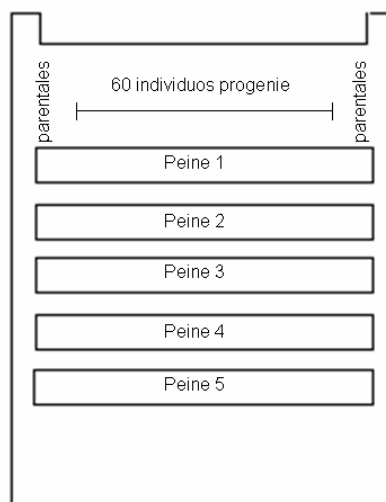 60 individuos progenie
parentales
parentales
Peine 1
Peine 2
Peine 3
Peine 4
Peine 5